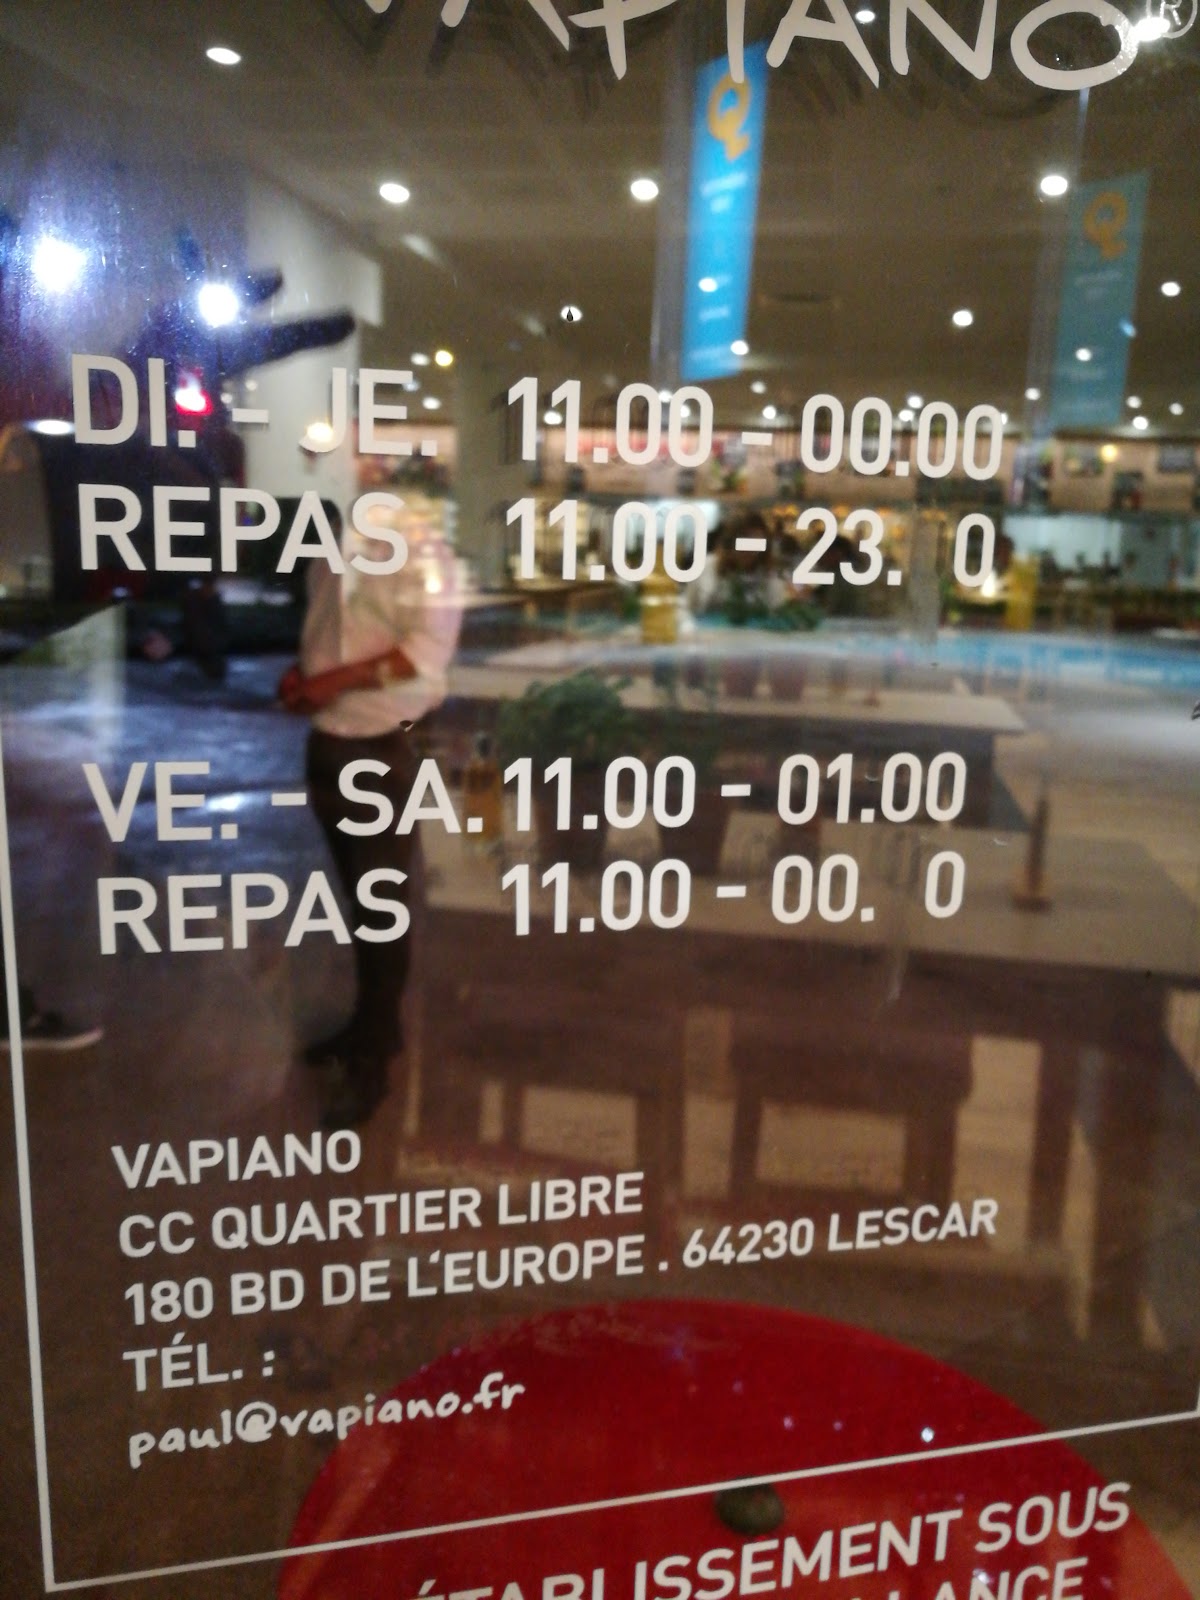 VAPIANO®
DI. - JE. 11.00 - 00.00
REPAS 11.00 - 23. 0
VE. - SA. 11.00 - 01.00
REPAS 11.00 - 00. 0
VAPIANO
CC QUARTIER LIBRE
180 BD DE L'EUROPE . 64230 LESCAR
TÉL. :
paul@vapiano.fr
ÉTABLISSEMENT SOUS